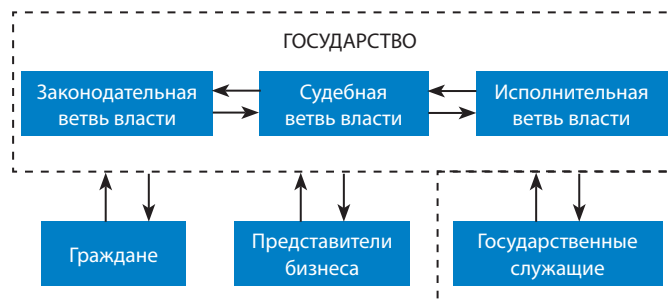 ГОСУДАРСТВО
Законодательная
ветвь власти
Судебная
ветвь власти
Исполнительная
ветвь власти
Граждане
Представители
бизнеса
Государственные
служащие